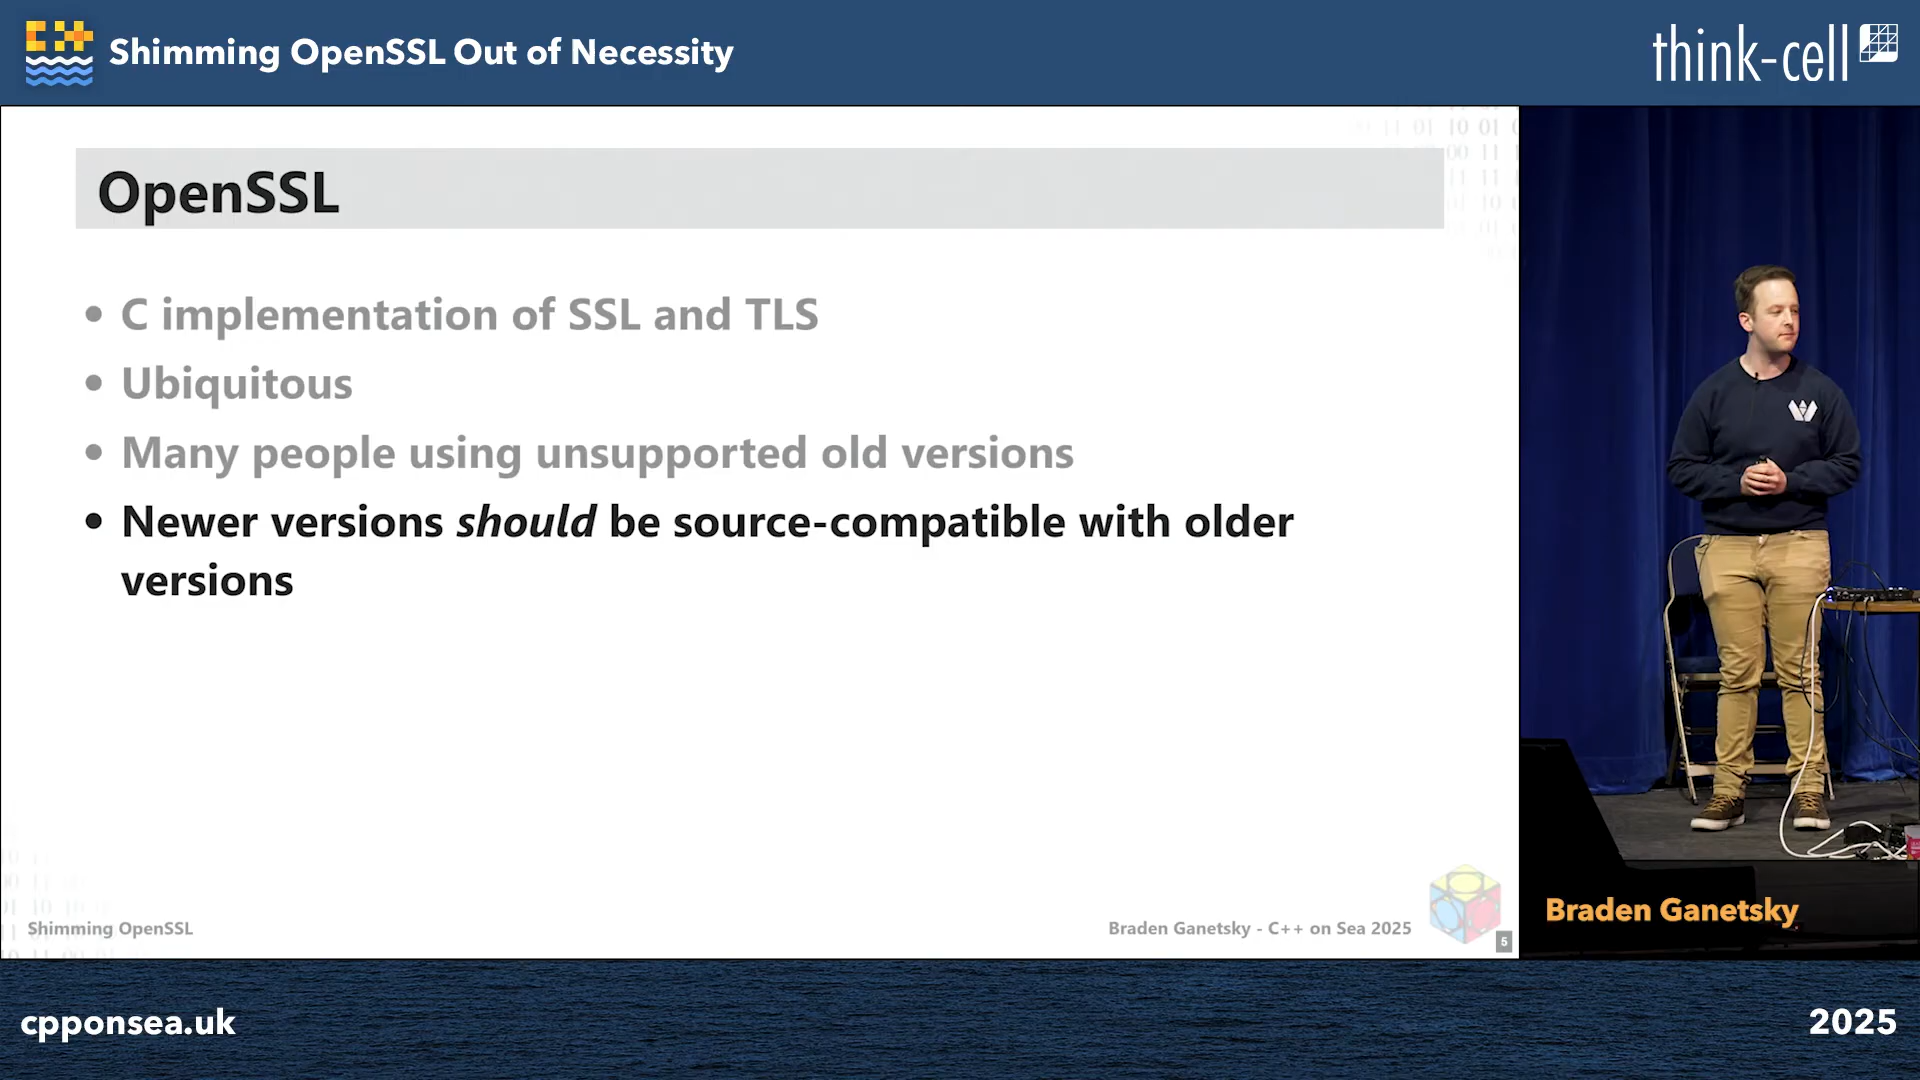 Shimming OpenSSL Out of Necessity
think-cell
OpenSSL
• C implementation of SSL and TLS
• Ubiquitous
• Many people using unsupported old versions
• Newer versions should be source-compatible with older
versions
Shimming OpenSSL
Braden Ganetsky - C++ on Sea 2025
5
Braden Ganetsky
cpponsea.uk
2025